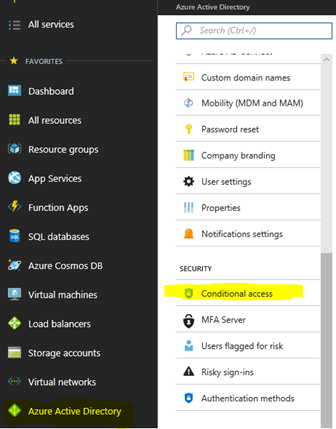 All services
FAVORITES
Dashboard
All resources
Resource groups
App Services
Function Apps
SQL databases
Azure Cosmos DB
Virtual machines
Load balancers
Storage accounts
Virtual networks
Azure Active Directory
Azure Active Directory
Search (Ctrl+/)
Custom domain names
Mobility (MDM and MAM)
Password reset
Company branding
User settings
Properties
Notifications settings
SECURITY
Conditional access
MFA Server
Users flagged for risk
Risky sign-ins
Authentication methods